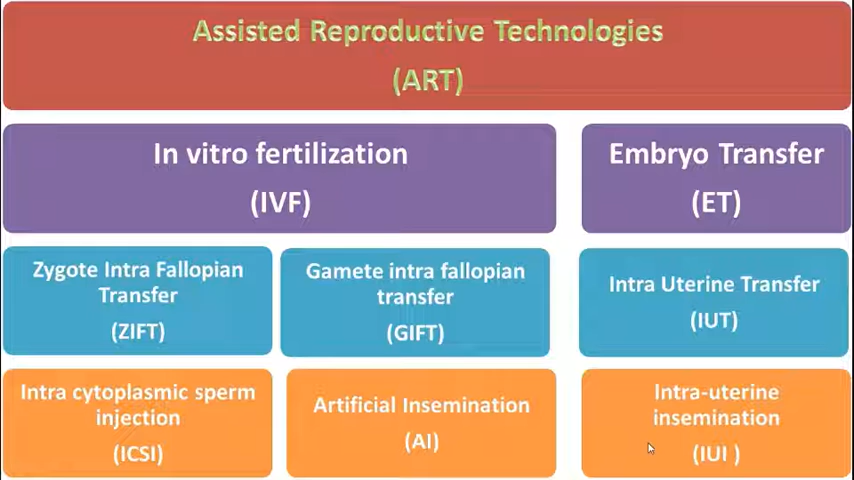 Assisted Reproductive Technologies
(ART)
In vitro fertilization
(IVF)
Embryo Transfer
(ET)
Zygote Intra Fallopian
Transfer
(ZIFT)
Gamete intra fallopian
transfer
(GIFT)
Intra Uterine Transfer
(IUT)
Intra cytoplasmic sperm
injection
(ICSI)
Artificial Insemination
(AI)
Intra-uterine
insemination
(IUI )